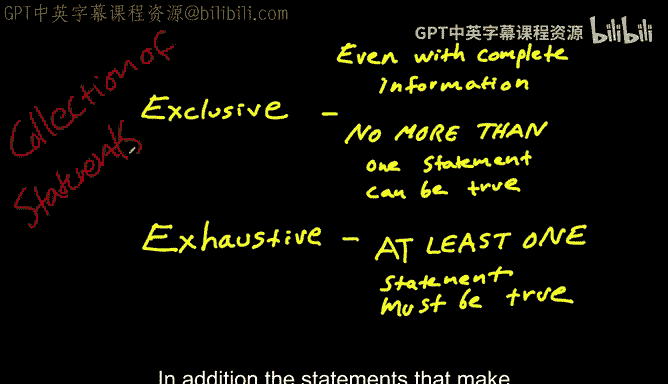 GPT中英字幕课程资源@bilibili.com
GPT中英字幕课程资源 bilibili
Collection of
Statements
Even with complete
information
Exclusive -
NO MORE THAN
one statement
can be true
Exhaustive - AT LEAST ONE
statement
must be true
In addition the statements that make